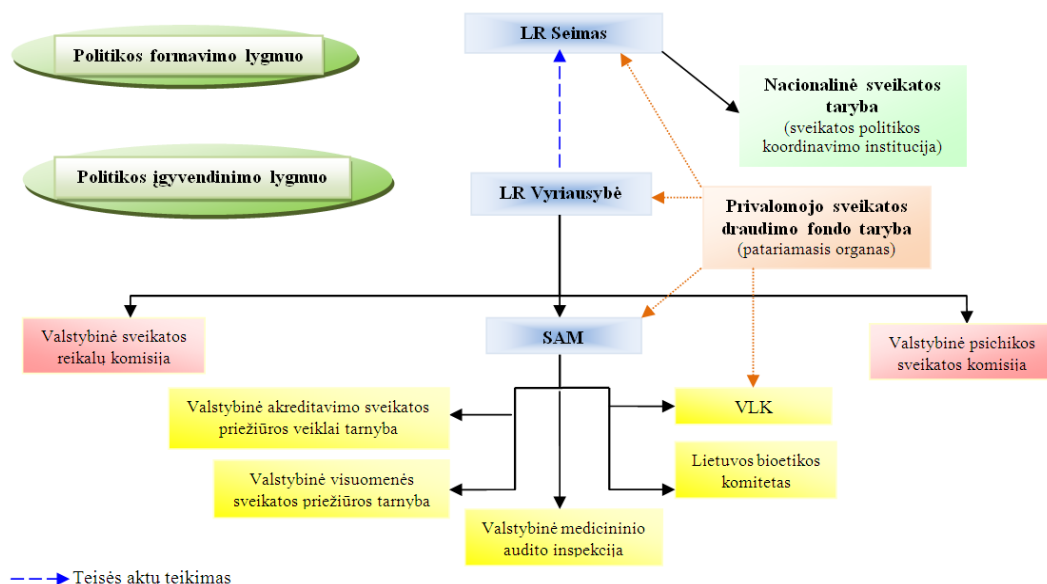 LR Seimas
Politikos formavimo lygmuo
Nacionalinė sveikatos
taryba
(sveikatos politikos
koordinavimo institucija)
Politikos įgyvendinimo lygmuo
LR Vyriausybė
Privalomojo sveikatos
draudimo fondo taryba
(patariamasis organas)
Valstybinė sveikatos
reikalų komisija
SAM
Valstybinė psichikos
sveikatos komisija
Valstybinė akreditavimo sveikatos
priežiūros veiklai tarnyba
VLK
Valstybinė visuomenės
sveikatos priežiūros tarnyba
Lietuvos bioetikos
komitetas
Valstybinė medicininio
audito inspekcija
Teisės aktu teikimas